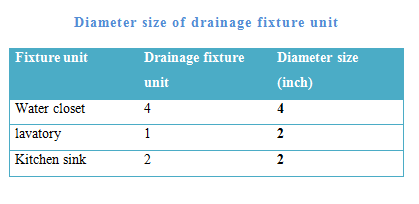 Diameter size of drainage fixture unit
Fixture unit Drainage fixture unit Diameter size (inch)
Water closet 4 4
lavatory 1 2
Kitchen sink 2 2